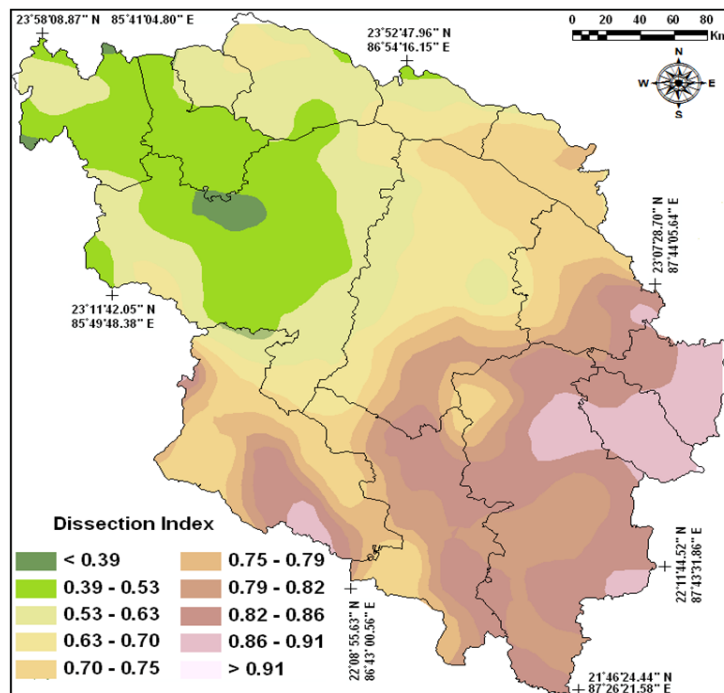 23°58'08.87" N 85°41'04.80" E
23°52'47.96" N
86°54'16.15" E
0 20 40 60 80
Km
N
W E
S
23°07'28.70" N
87°44'05.64" E
23°11'42.05" N
85°49'48.38" E
Dissection Index
< 0.39
0.39 - 0.53
0.53 - 0.63
0.63 - 0.70
0.70 - 0.75
0.75 - 0.79
0.79 - 0.82
0.82 - 0.86
0.86 - 0.91
> 0.91
22°08'55.63" N
86°43'00.56" E
22°11'44.52" N
87°43'31.86" E
21°46'24.44" N
87°26'21.58" E